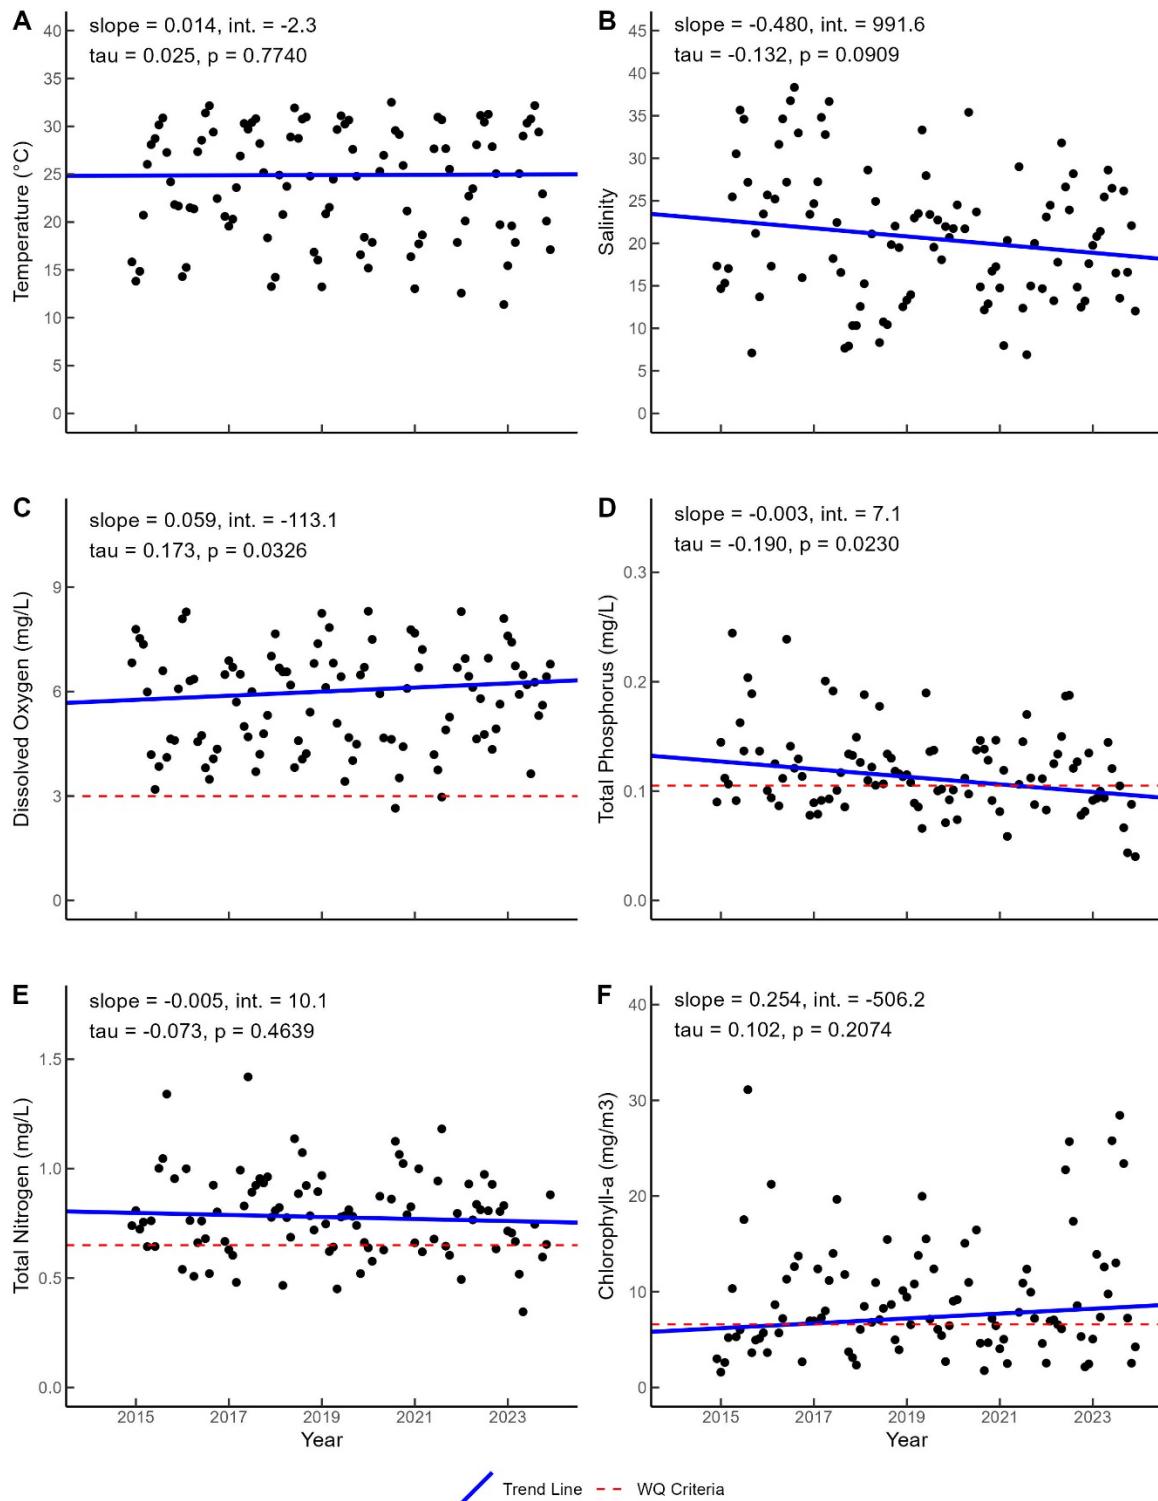 A
slope = 0.014, int. = -2.3
tau = 0.025, p = 0.7740
40
35
30
25
20
15
10
5
0
Temperature (°C)
B
slope = -0.480, int. = 991.6
tau = -0.132, p = 0.0909
45
40
35
30
25
20
15
10
5
0
Salinity
C
slope = 0.059, int. = -113.1
tau = 0.173, p = 0.0326
9
6
3
0
Dissolved Oxygen (mg/L)
D
slope = -0.003, int. = 7.1
tau = -0.190, p = 0.0230
0.3
0.2
0.1
0.0
Total Phosphorus (mg/L)
E
slope = -0.005, int. = 10.1
tau = -0.073, p = 0.4639
1.5
1.0
0.5
0.0
Total Nitrogen (mg/L)
2015 2017 2019 2021 2023
Year
F
slope = 0.254, int. = -506.2
tau = 0.102, p = 0.2074
40
30
20
10
0
Chlorophyll-a (mg/m3)
2015 2017 2019 2021 2023
Year
Trend Line WQ Criteria